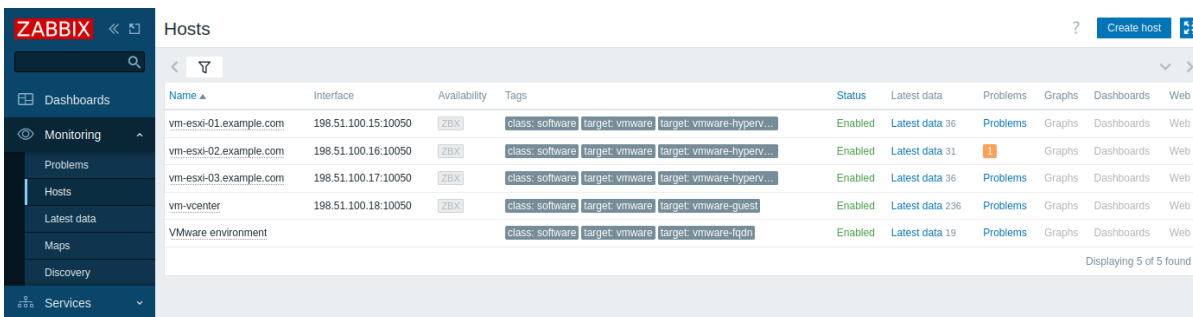 ZABBIX
Hosts
?
Create host
Dashboards
Monitoring
Problems
Hosts
Latest data
Maps
Discovery
Services
Name Interface Availability Tags Status Latest data Problems Graphs Dashboards Web
vm-esxi-01.example.com 198.51.100.15:10050 ZBX class: software target: vmware target: vmware-hyperv... Enabled Latest data 36 Problems Graphs Dashboards Web
vm-esxi-02.example.com 198.51.100.16:10050 ZBX class: software target: vmware target: vmware-hyperv... Enabled Latest data 31 1 Graphs Dashboards Web
vm-esxi-03.example.com 198.51.100.17:10050 ZBX class: software target: vmware target: vmware-hyperv... Enabled Latest data 36 Problems Graphs Dashboards Web
vm-vcenter 198.51.100.18:10050 ZBX class: software target: vmware target: vmware-guest Enabled Latest data 236 Problems Graphs Dashboards Web
VMware environment class: software target: vmware target: vmware-fqdn Enabled Latest data 19 Problems Graphs Dashboards Web
Displaying 5 of 5 found